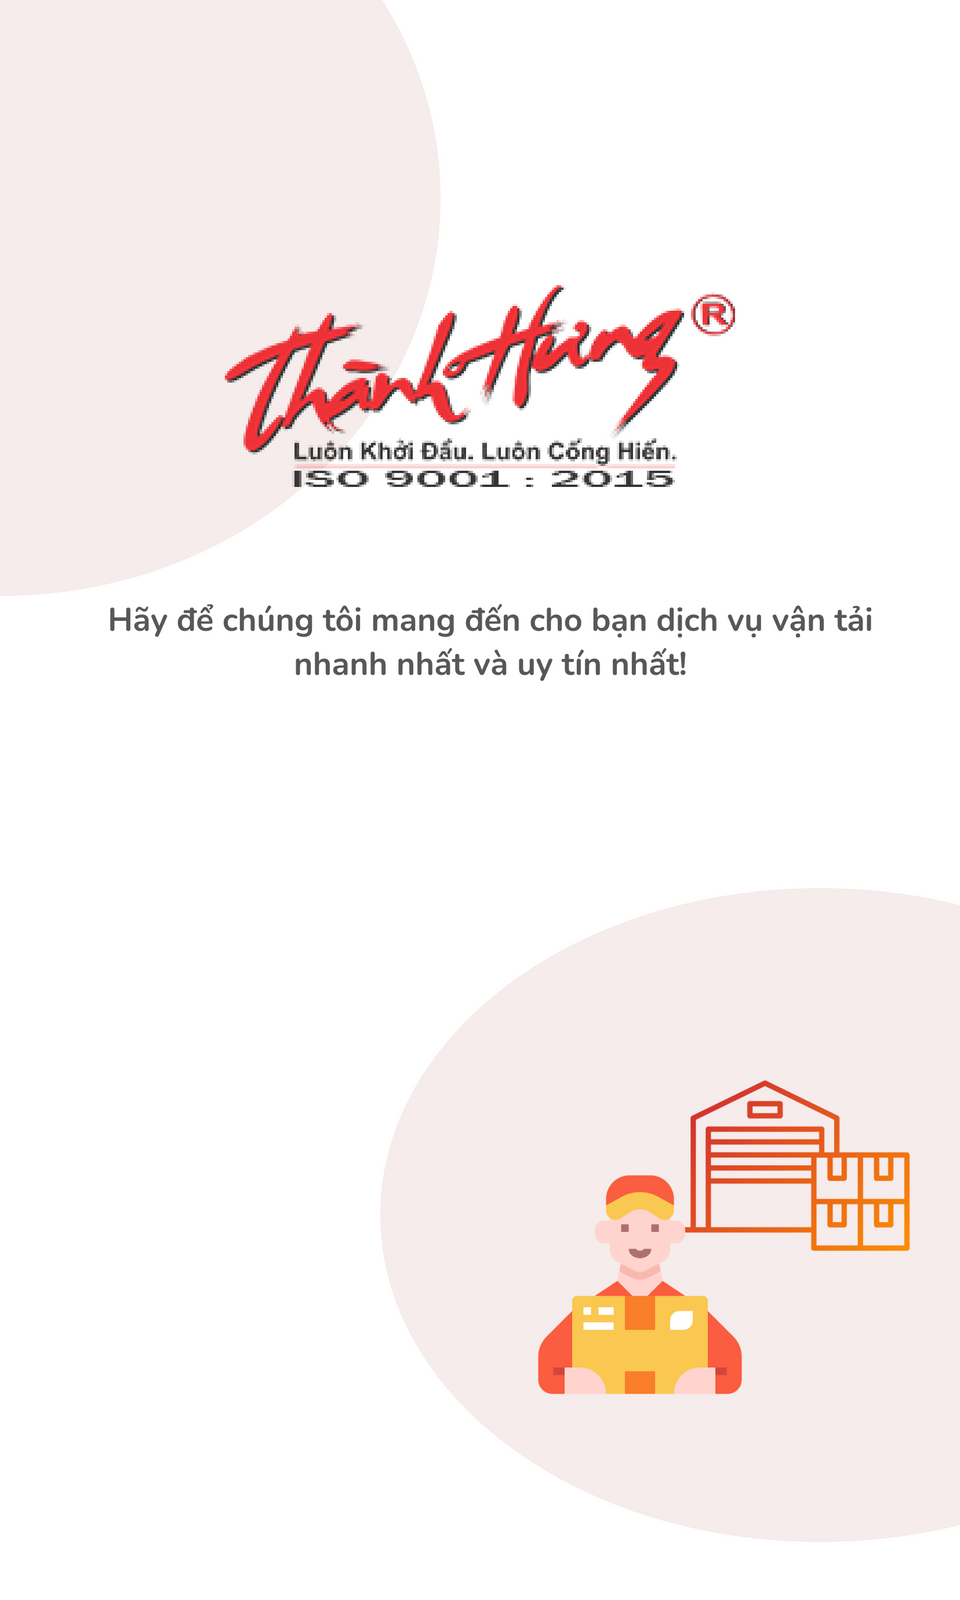 Thành Hưng ®
Luôn Khởi Đầu. Luôn Cống Hiến.
ISO 9001 : 2015
Hãy để chúng tôi mang đến cho bạn dịch vụ vận tải
nhanh nhất và uy tín nhất!